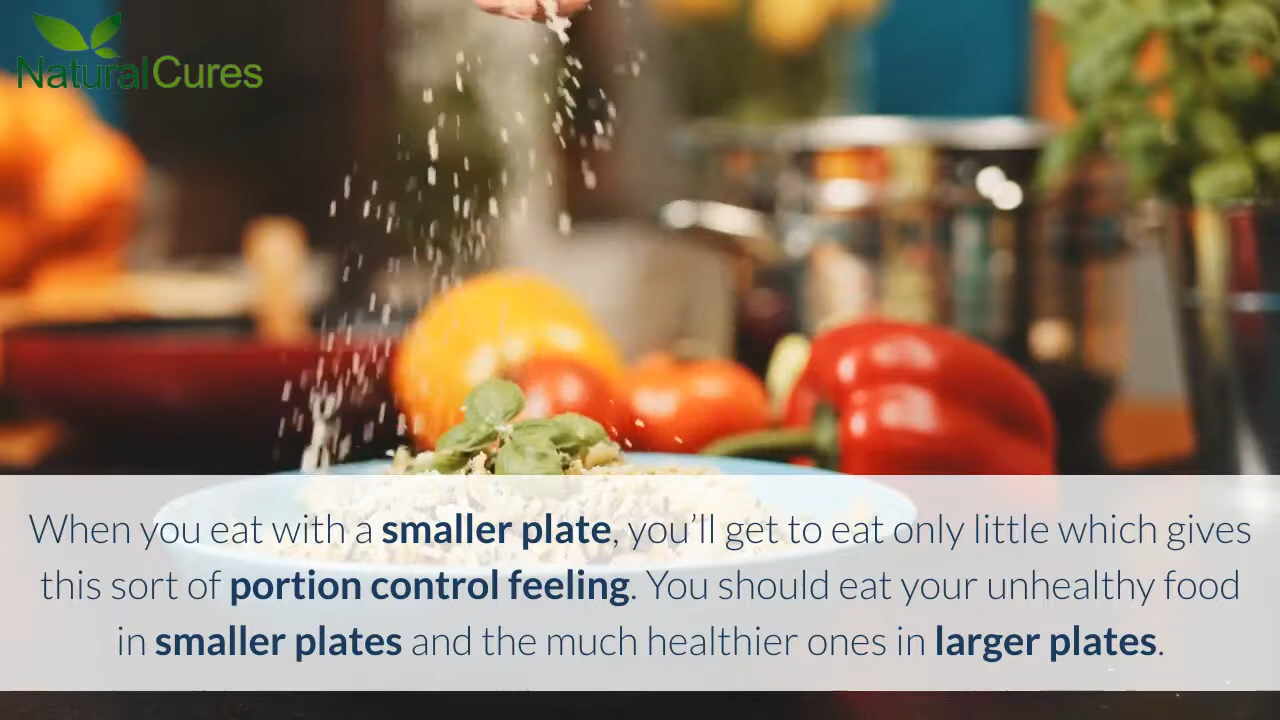 NaturalCures
When you eat with a smaller plate, you’ll get to eat only little which gives
this sort of portion control feeling. You should eat your unhealthy food
in smaller plates and the much healthier ones in larger plates.